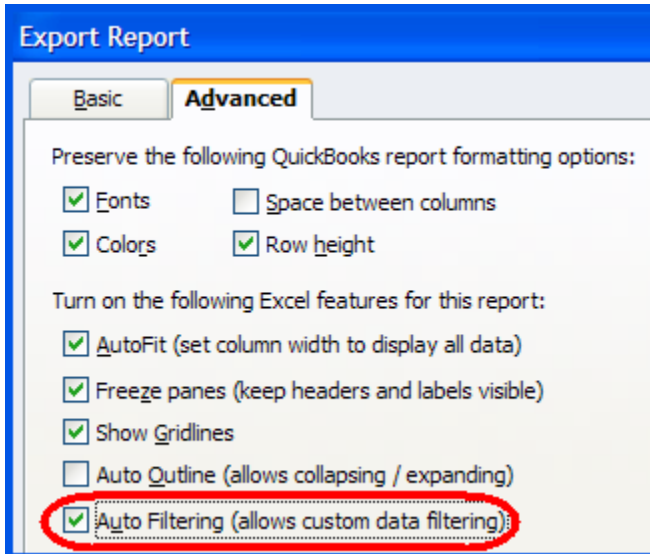 Export Report
Basic Advanced
Preserve the following QuickBooks report formatting options:
Fonts Space between columns
Colors Row height
Turn on the following Excel features for this report:
AutoFit (set column width to display all data)
Freeze panes (keep headers and labels visible)
Show Gridlines
Auto Outline (allows collapsing / expanding)
Auto Filtering (allows custom data filtering)